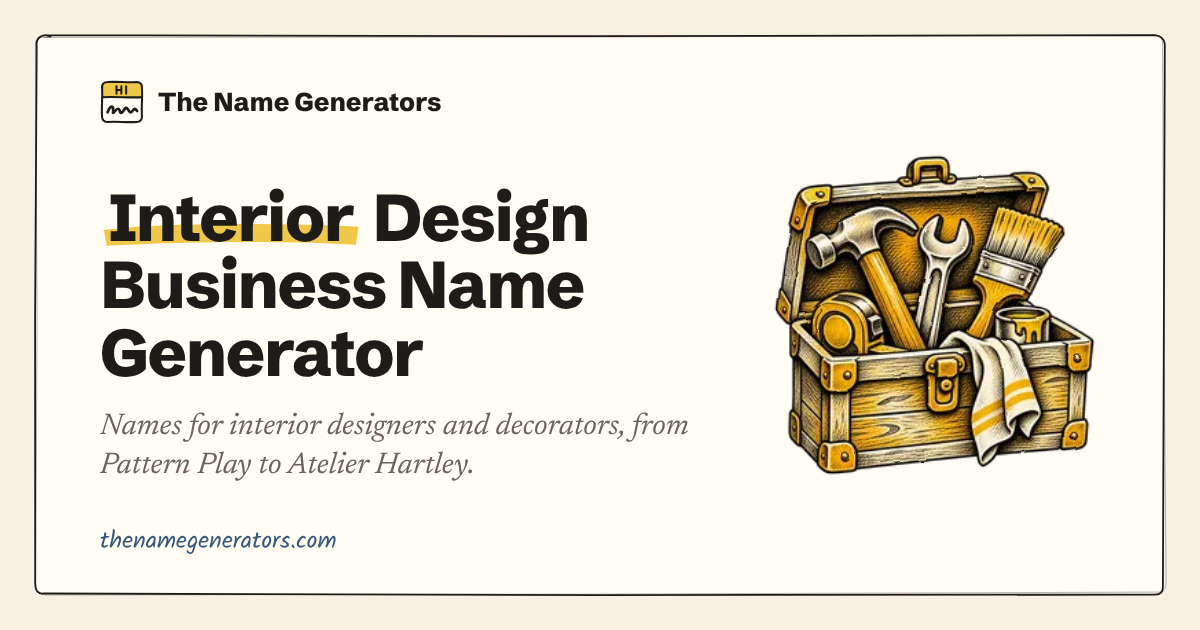 HI
The Name Generators
Interior Design
Business Name
Generator
Names for interior designers and decorators, from
Pattern Play to Atelier Hartley.
thenamegenerators.com